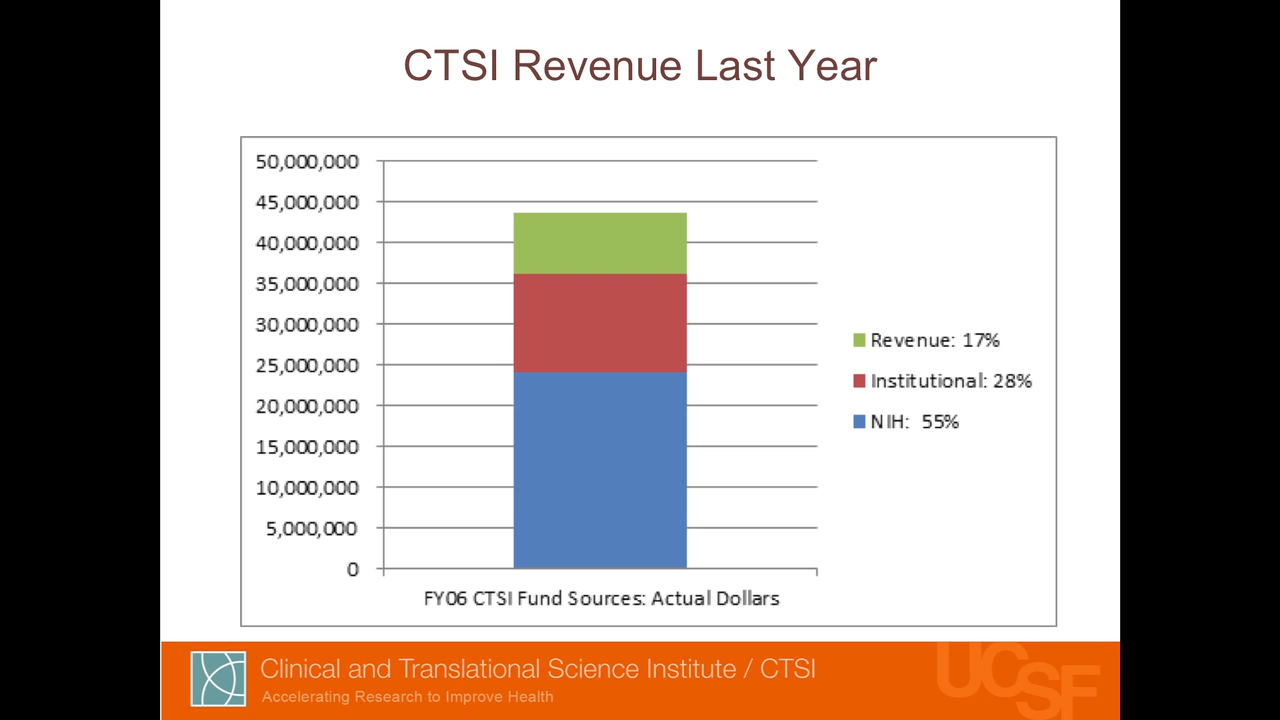 CTSI Revenue Last Year
50,000,000
45,000,000
40,000,000
35,000,000
30,000,000
25,000,000
20,000,000
15,000,000
10,000,000
5,000,000
0
Revenue: 17%
Institutional: 28%
NIH:  55%
FY06 CTSI Fund Sources: Actual Dollars
Clinical and Translational Science Institute / CTSI
Accelerating Research to Improve Health
UCSF